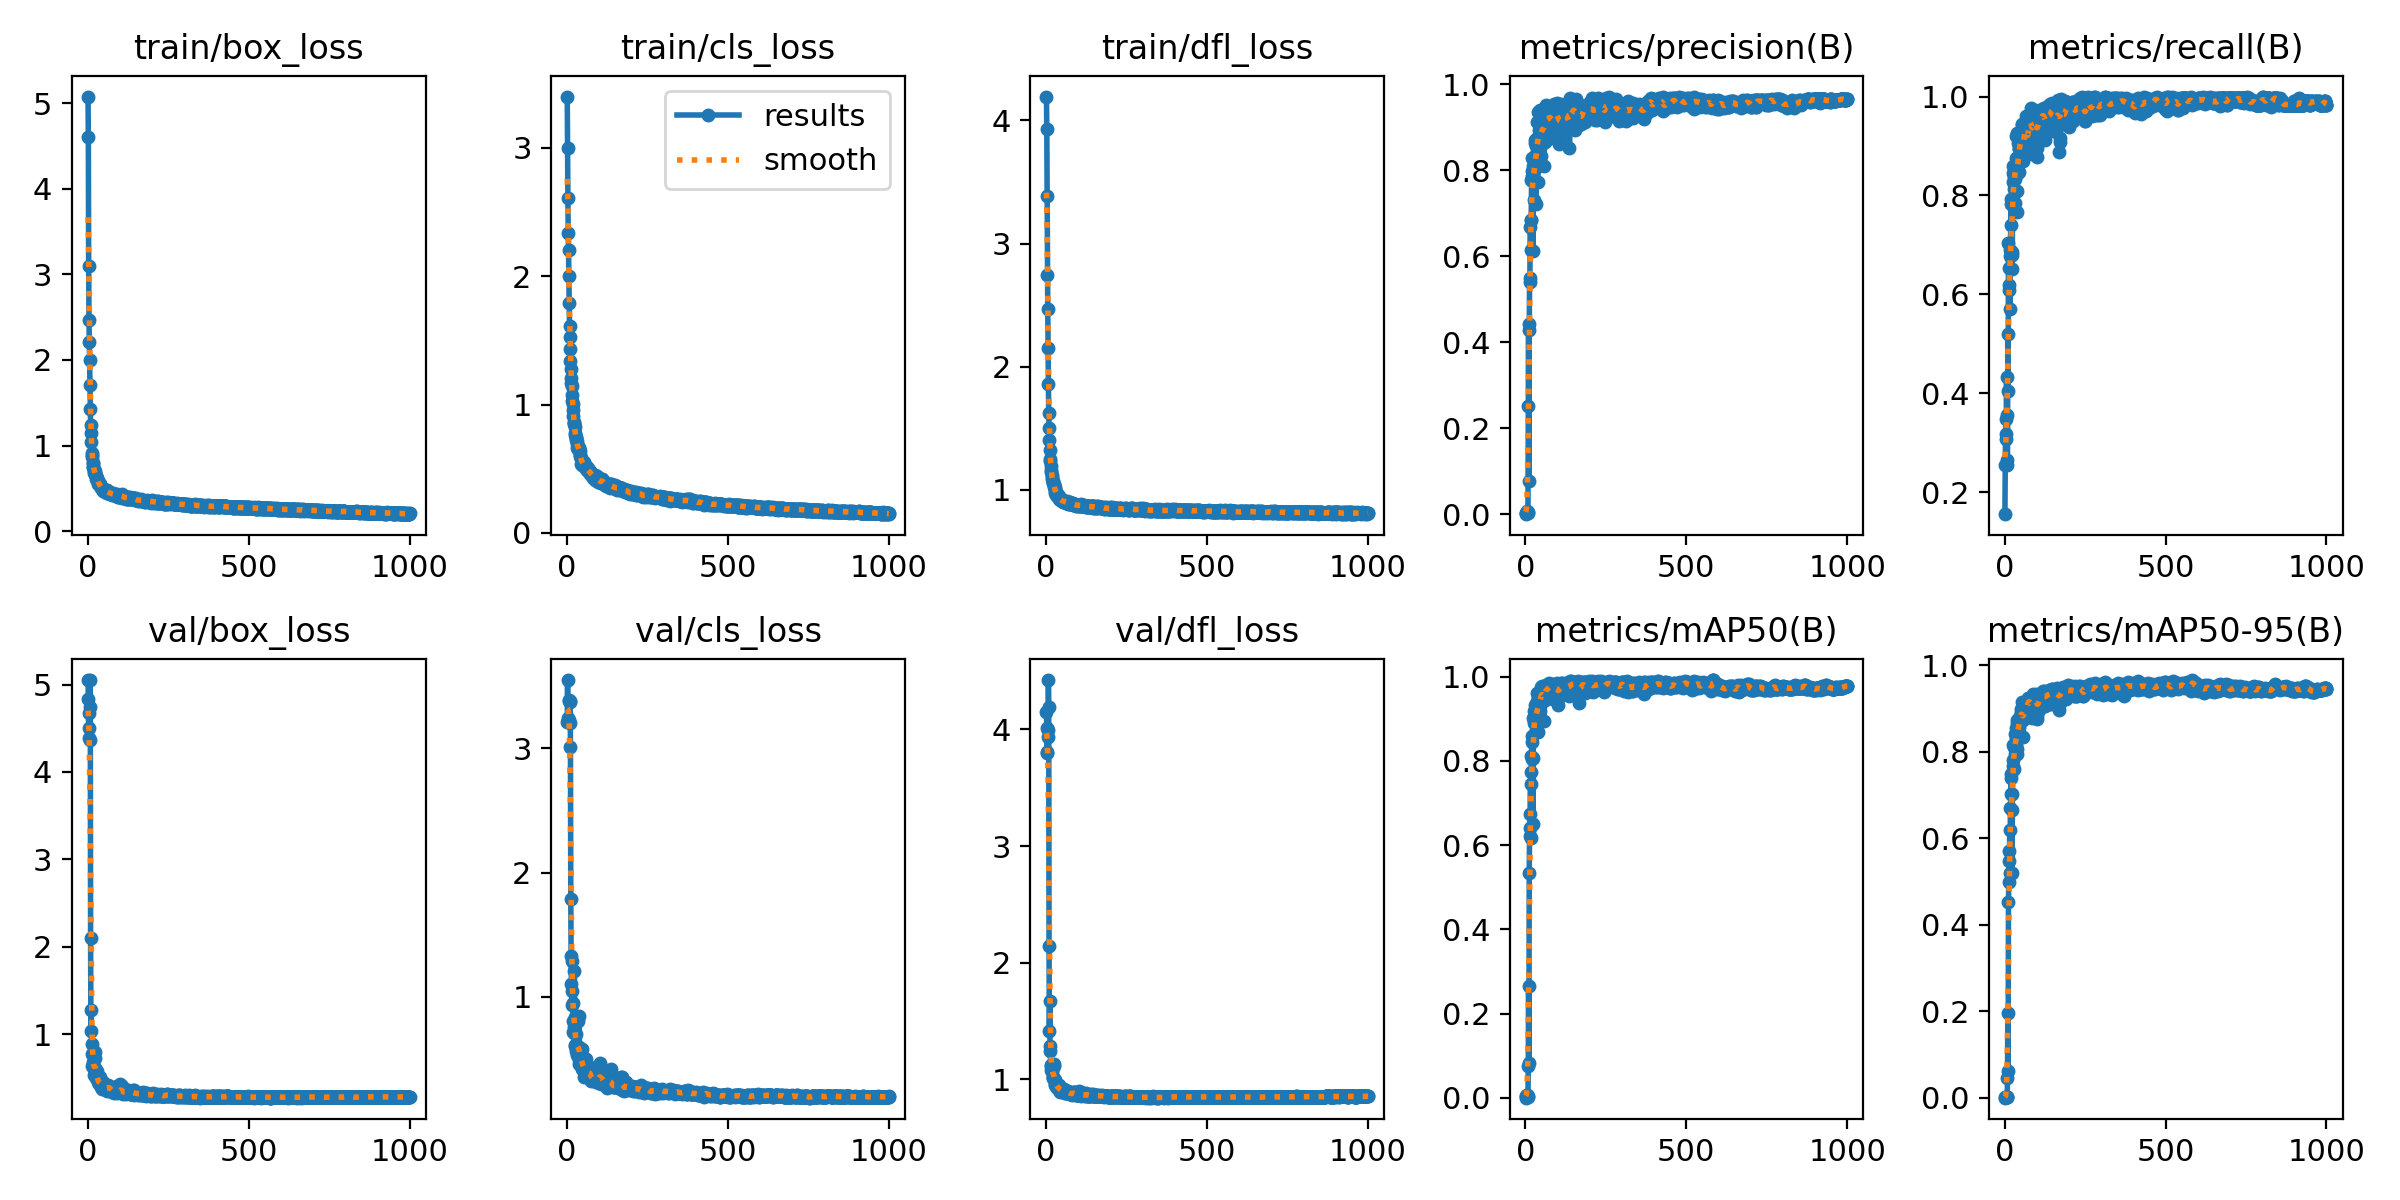 train/box_loss
train/cls_loss
train/dfl_loss
metrics/precision(B)
metrics/recall(B)
5
4
3
2
1
0
0 500 1000
3
2
1
0
0 500 1000
results
smooth
4
3
2
1
0 500 1000
1.0
0.8
0.6
0.4
0.2
0.0
0 500 1000
1.0
0.8
0.6
0.4
0.2
0 500 1000
val/box_loss
val/cls_loss
val/dfl_loss
metrics/mAP50(B)
metrics/mAP50-95(B)
5
4
3
2
1
0 500 1000
3
2
1
0 500 1000
4
3
2
1
0 500 1000
1.0
0.8
0.6
0.4
0.2
0.0
0 500 1000
1.0
0.8
0.6
0.4
0.2
0.0
0 500 1000